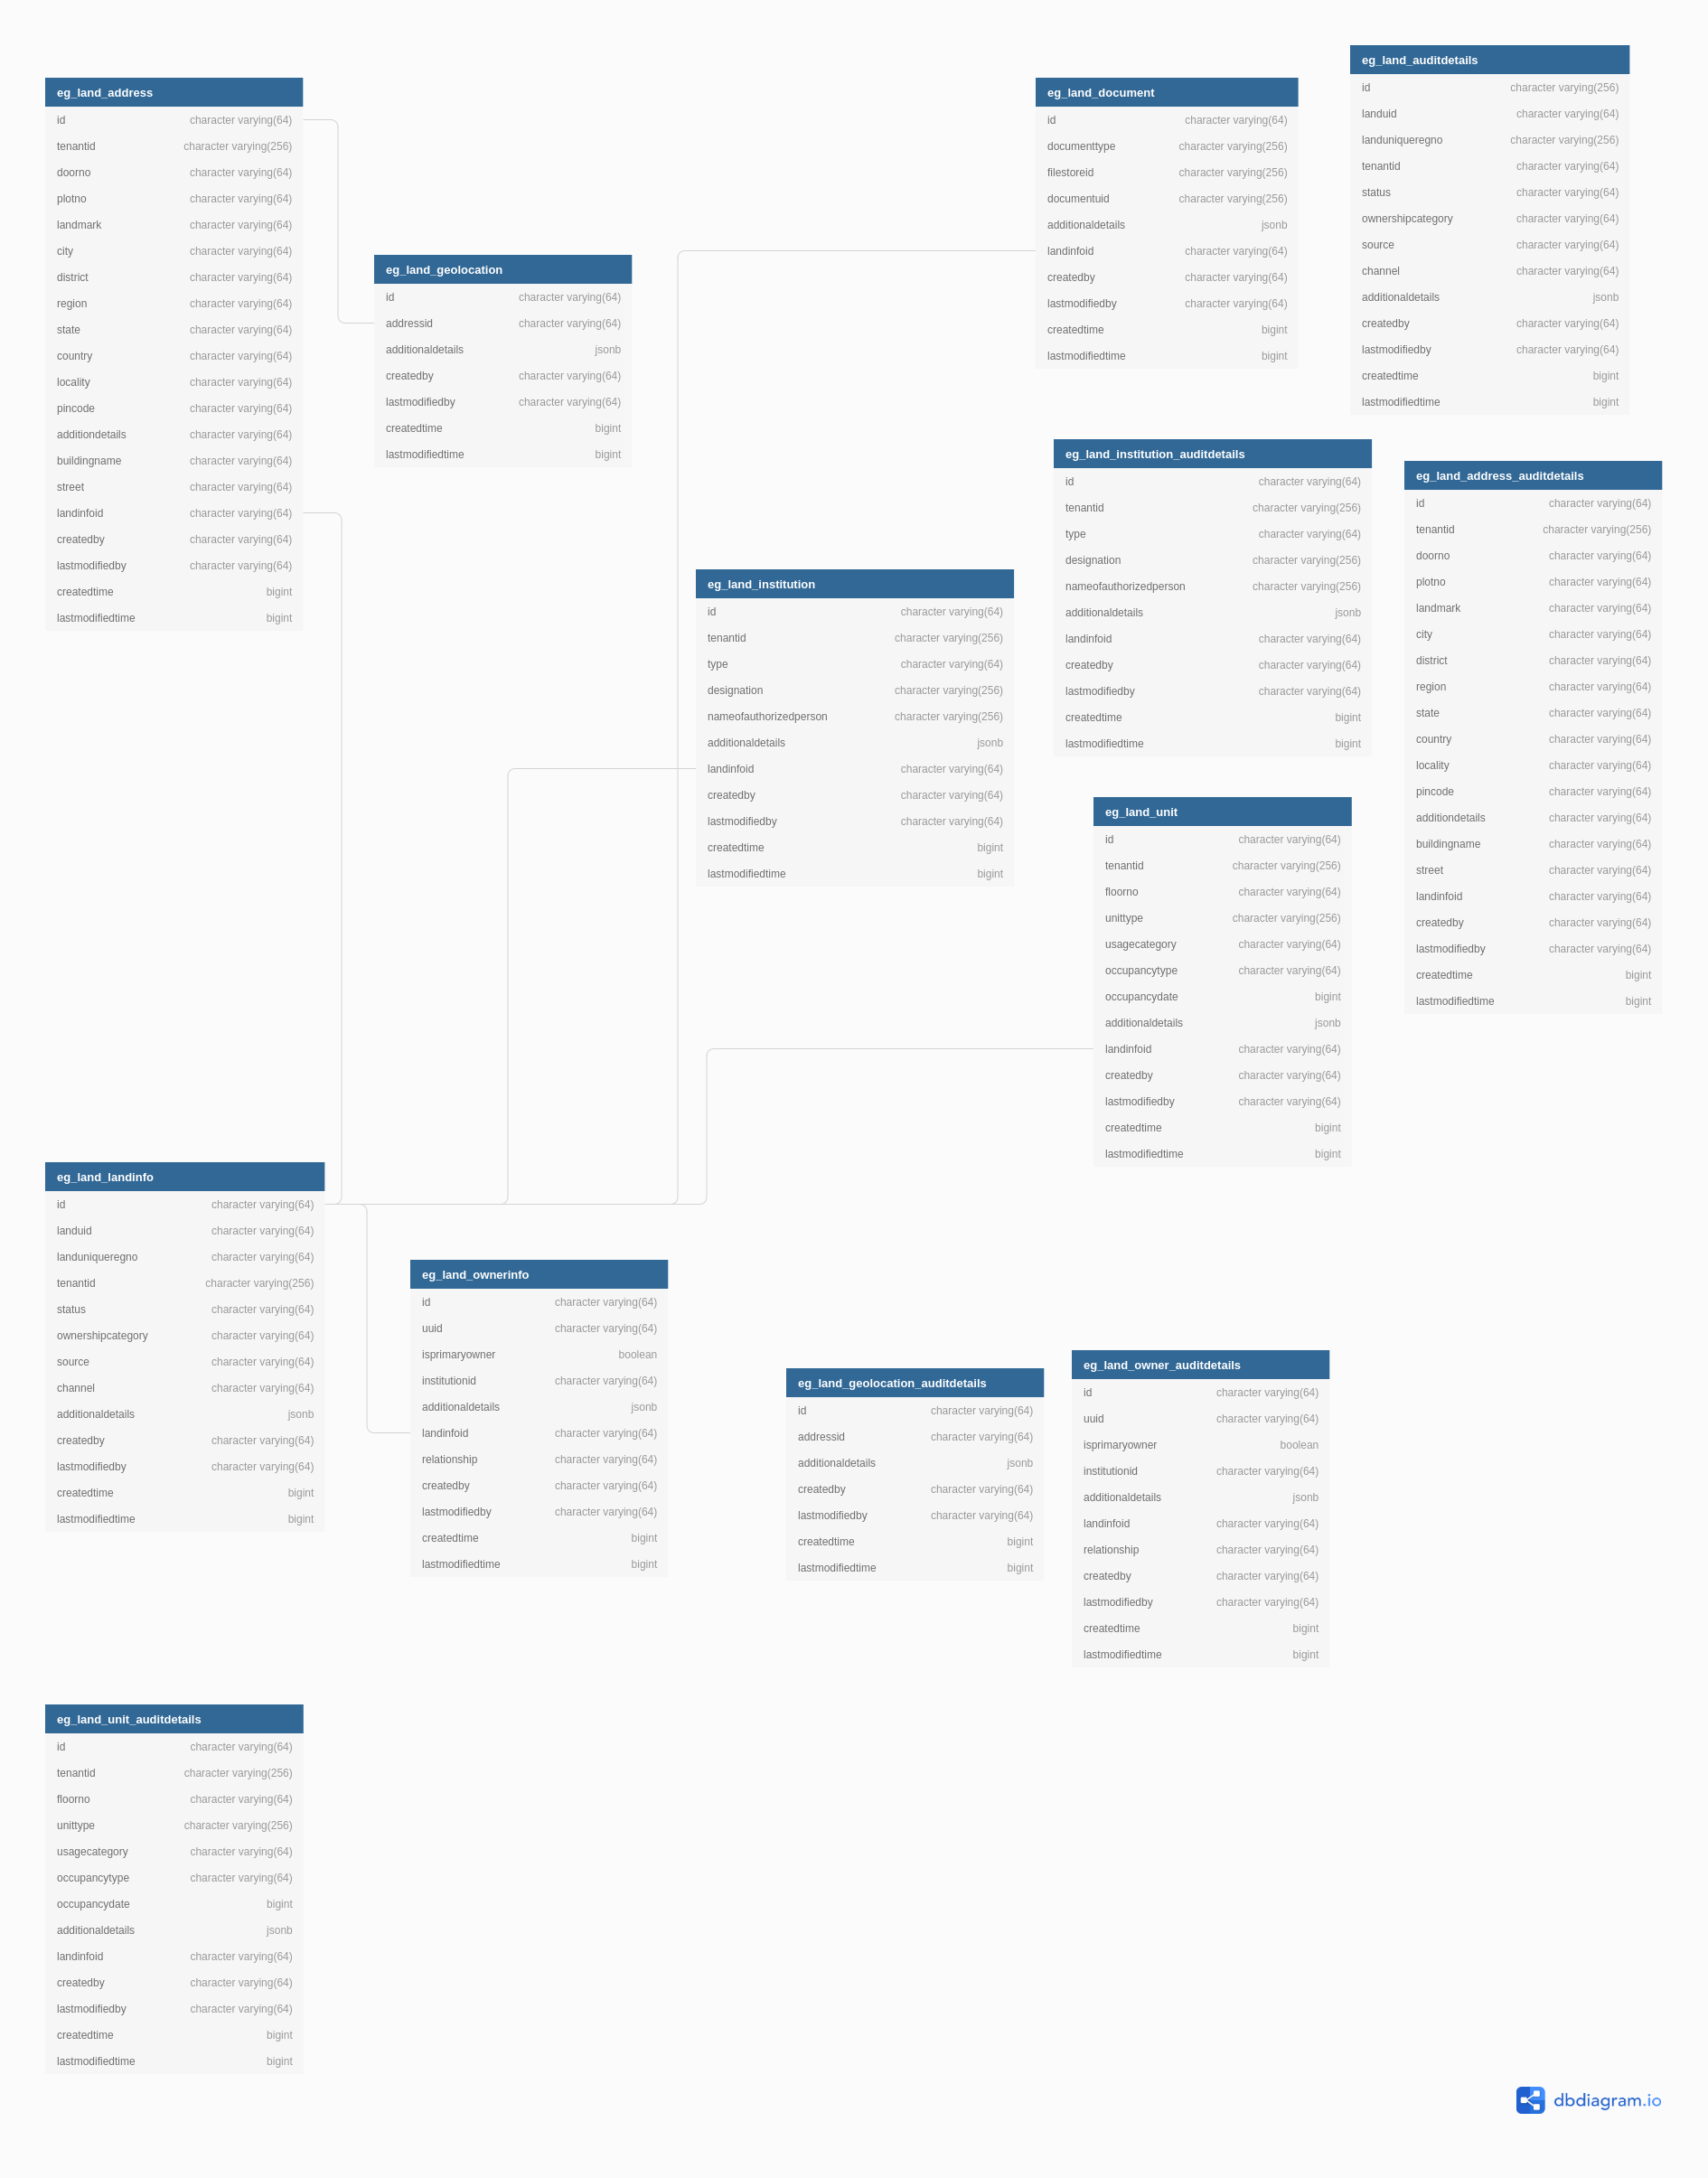 eg_land_address
id character varying(64)
tenantid character varying(256)
doorno character varying(64)
plotno character varying(64)
landmark character varying(64)
city character varying(64)
district character varying(64)
region character varying(64)
state character varying(64)
country character varying(64)
locality character varying(64)
pincode character varying(64)
additiondetails character varying(64)
buildingname character varying(64)
street character varying(64)
landinfoid character varying(64)
createdby character varying(64)
lastmodifiedby character varying(64)
createdtime bigint
lastmodifiedtime bigint
eg_land_geolocation
id character varying(64)
addressid character varying(64)
additionaldetails jsonb
createdby character varying(64)
lastmodifiedby character varying(64)
createdtime bigint
lastmodifiedtime bigint
eg_land_document
id character varying(64)
documenttype character varying(256)
filestoreid character varying(256)
documentuid character varying(256)
additionaldetails jsonb
landinfoid character varying(64)
createdby character varying(64)
lastmodifiedby character varying(64)
createdtime bigint
lastmodifiedtime bigint
eg_land_auditdetails
id character varying(256)
landuid character varying(64)
landuniqueregno character varying(256)
tenantid character varying(64)
status character varying(64)
ownershipcategory character varying(64)
source character varying(64)
channel character varying(64)
additionaldetails jsonb
createdby character varying(64)
lastmodifiedby character varying(64)
createdtime bigint
lastmodifiedtime bigint
eg_land_institution_auditdetails
id character varying(64)
tenantid character varying(256)
type character varying(64)
designation character varying(256)
nameofauthorizedperson character varying(256)
additionaldetails jsonb
landinfoid character varying(64)
createdby character varying(64)
lastmodifiedby character varying(64)
createdtime bigint
lastmodifiedtime bigint
eg_land_address_auditdetails
id character varying(64)
tenantid character varying(256)
doorno character varying(64)
plotno character varying(64)
landmark character varying(64)
city character varying(64)
district character varying(64)
region character varying(64)
state character varying(64)
country character varying(64)
locality character varying(64)
pincode character varying(64)
additiondetails character varying(64)
buildingname character varying(64)
street character varying(64)
landinfoid character varying(64)
createdby character varying(64)
lastmodifiedby character varying(64)
createdtime bigint
lastmodifiedtime bigint
eg_land_institution
id character varying(64)
tenantid character varying(256)
type character varying(64)
designation character varying(256)
nameofauthorizedperson character varying(256)
additionaldetails jsonb
landinfoid character varying(64)
createdby character varying(64)
lastmodifiedby character varying(64)
createdtime bigint
lastmodifiedtime bigint
eg_land_unit
id character varying(64)
tenantid character varying(256)
floorno character varying(64)
unittype character varying(256)
usagecategory character varying(64)
occupancytype character varying(64)
occupancydate bigint
additionaldetails jsonb
landinfoid character varying(64)
createdby character varying(64)
lastmodifiedby character varying(64)
createdtime bigint
lastmodifiedtime bigint
eg_land_landinfo
id character varying(64)
landuid character varying(64)
landuniqueregno character varying(64)
tenantid character varying(256)
status character varying(64)
ownershipcategory character varying(64)
source character varying(64)
channel character varying(64)
additionaldetails jsonb
createdby character varying(64)
lastmodifiedby character varying(64)
createdtime bigint
lastmodifiedtime bigint
eg_land_ownerinfo
id character varying(64)
uuid character varying(64)
isprimaryowner boolean
institutionid character varying(64)
additionaldetails jsonb
landinfoid character varying(64)
relationship character varying(64)
createdby character varying(64)
lastmodifiedby character varying(64)
createdtime bigint
lastmodifiedtime bigint
eg_land_geolocation_auditdetails
id character varying(64)
addressid character varying(64)
additionaldetails jsonb
createdby character varying(64)
lastmodifiedby character varying(64)
createdtime bigint
lastmodifiedtime bigint
eg_land_owner_auditdetails
id character varying(64)
uuid character varying(64)
isprimaryowner boolean
institutionid character varying(64)
additionaldetails jsonb
landinfoid character varying(64)
relationship character varying(64)
createdby character varying(64)
lastmodifiedby character varying(64)
createdtime bigint
lastmodifiedtime bigint
eg_land_unit_auditdetails
id character varying(64)
tenantid character varying(256)
floorno character varying(64)
unittype character varying(256)
usagecategory character varying(64)
occupancytype character varying(64)
occupancydate bigint
additionaldetails jsonb
landinfoid character varying(64)
createdby character varying(64)
lastmodifiedby character varying(64)
createdtime bigint
lastmodifiedtime bigint
dbdiagram.io